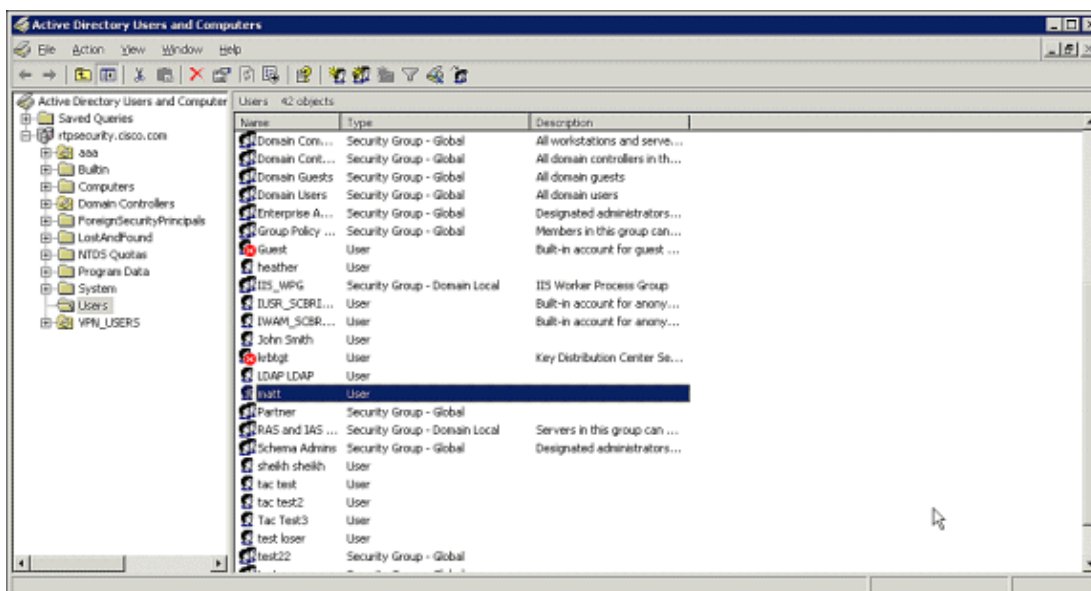 Active Directory Users and Computers
File Action View Window Help
Active Directory Users and Computer
Saved Queries
rtpsecurity.cisco.com
aaa
Builtin
Computers
Domain Controllers
ForeignSecurityPrincipals
LostAndFound
NTDS Quotas
Program Data
System
Users
VPN_USERS
Users 42 objects
Name Type Description
Domain Com... Security Group - Global All workstations and serve...
Domain Cont... Security Group - Global All domain controllers in th...
Domain Guests Security Group - Global All domain guests
Domain Users Security Group - Global All domain users
Enterprise A... Security Group - Global Designated administrators...
Group Policy ... Security Group - Global Members in this group can...
Guest User Built-in account for guest ...
heather User
IIS_WPG Security Group - Domain Local IIS Worker Process Group
IUSR_SCBRI... User Built-in account for anony...
IWAM_SCBR... User Built-in account for anony...
John Smith User
krbtgt User Key Distribution Center Se...
LDAP LDAP User
matt User
Partner Security Group - Global
RAS and IAS ... Security Group - Domain Local Servers in this group can ...
Schema Admins Security Group - Global Designated administrators...
sheikh sheikh User
tac test User
tac test2 User
Tac Test3 User
test loser User
test22 Security Group - Global